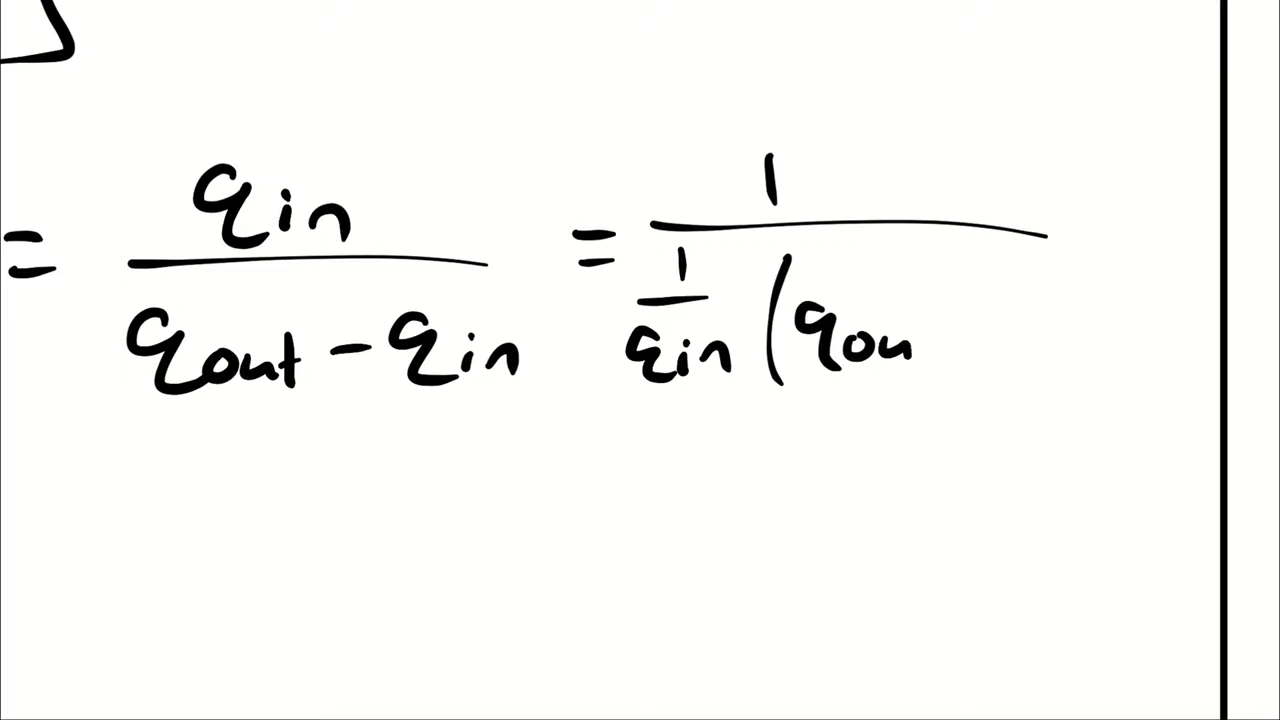 = qin / qout - qin = 1 / 1 / qin (qou